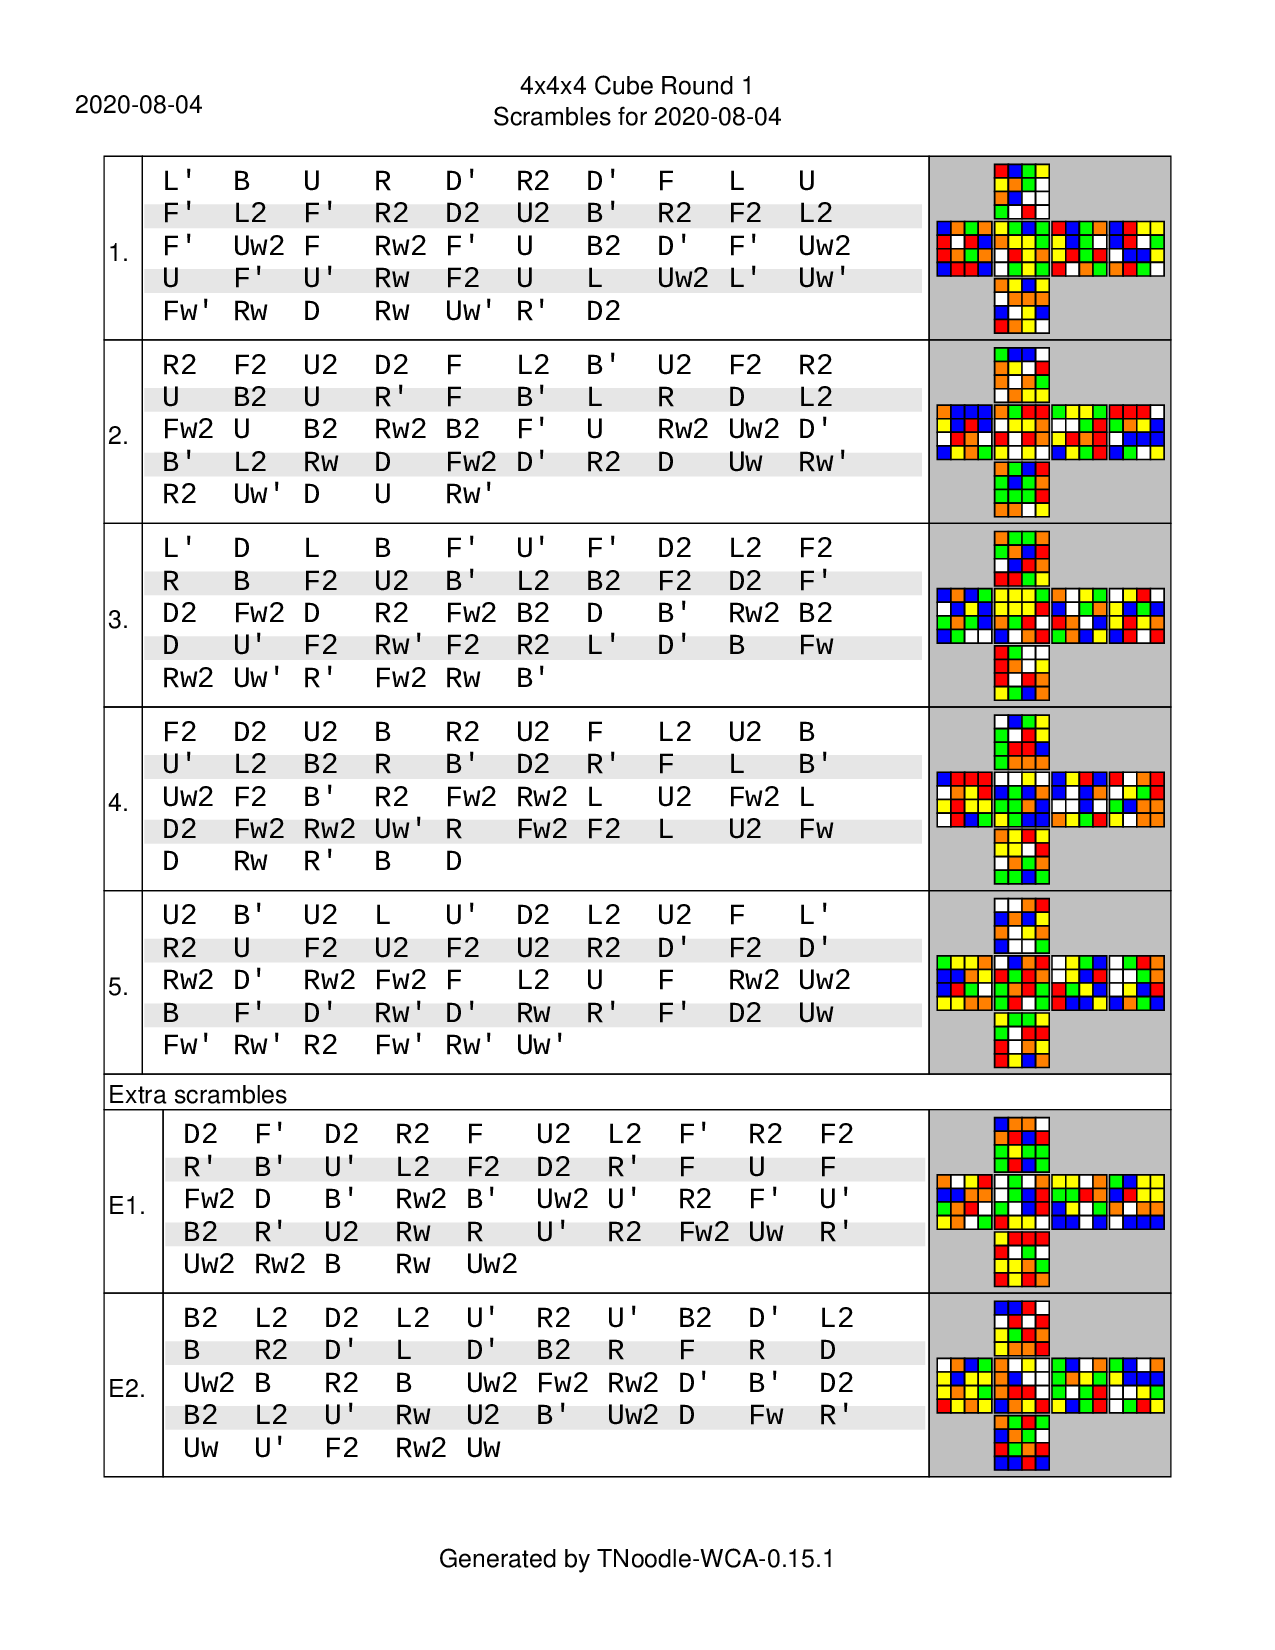 4x4x4 Cube Round 1
2020-08-04
Scrambles for 2020-08-04
1.
L' B U R D' R2 D' F L U
F' L2 F' R2 D2 U2 B' R2 F2 L2
F' Uw2 F Rw2 F' U B2 D' F' Uw2
U F' U' Rw F2 U L Uw2 L' Uw'
Fw' Rw D Rw Uw' R' D2
2.
R2 F2 U2 D2 F L2 B' U2 F2 R2
U B2 U R' F B' L R D L2
Fw2 U B2 Rw2 B2 F' U Rw2 Uw2 D'
B' L2 Rw D Fw2 D' R2 D Uw Rw'
R2 Uw' D U Rw'
3.
L' D L B F' U' F' D2 L2 F2
R B F2 U2 B' L2 B2 F2 D2 F'
D2 Fw2 D R2 Fw2 B2 D B' Rw2 B2
D U' F2 Rw' F2 R2 L' D' B Fw
Rw2 Uw' R' Fw2 Rw B'
4.
F2 D2 U2 B R2 U2 F L2 U2 B
U' L2 B2 R B' D2 R' F L B'
Uw2 F2 B' R2 Fw2 Rw2 L U2 Fw2 L
D2 Fw2 Rw2 Uw' R Fw2 F2 L U2 Fw
D Rw R' B D
5.
U2 B' U2 L U' D2 L2 U2 F L'
R2 U F2 U2 F2 U2 R2 D' F2 D'
Rw2 D' Rw2 Fw2 F L2 U F Rw2 Uw2
B F' D' Rw' D' Rw R' F' D2 Uw
Fw' Rw' R2 Fw' Rw' Uw'
Extra scrambles
E1.
D2 F' D2 R2 F U2 L2 F' R2 F2
R' B' U' L2 F2 D2 R' F U F
Fw2 D B' Rw2 B' Uw2 U' R2 F' U'
B2 R' U2 Rw R U' R2 Fw2 Uw R'
Uw2 Rw2 B Rw Uw2
E2.
B2 L2 D2 L2 U' R2 U' B2 D' L2
B R2 D' L D' B2 R F R D
Uw2 B R2 B Uw2 Fw2 Rw2 D' B' D2
B2 L2 U' Rw U2 B' Uw2 D Fw R'
Uw U' F2 Rw2 Uw
Generated by TNoodle-WCA-0.15.1